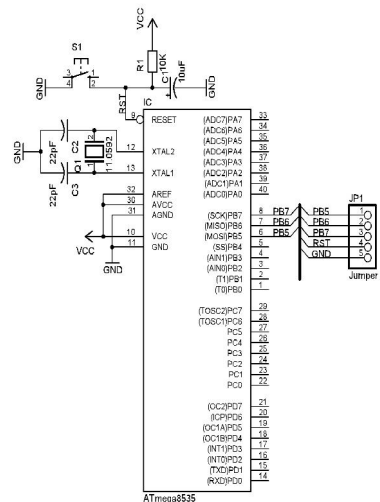 VCC
S1
3 1
4 2
GND
R1
10K
C1
10uF
GND
RST
IC
9 RESET
(ADC7)PA7 33
(ADC6)PA6 34
(ADC5)PA5 35
(ADC4)PA4 36
(ADC3)PA3 37
(ADC2)PA2 38
(ADC1)PA1 39
(ADC0)PA0 40
GND
22pF
C2
2
1
Q1
11.0592
22pF
C3
12 XTAL2
13 XTAL1
32 AREF
30 AVCC
31 AGND
10 VCC
11 GND
VCC
GND
(SCK)PB7 8 PB7
(MISO)PB6 7 PB6
(MOSI)PB5 6 PB5
(SS)PB4 5
(AIN1)PB3 4
(AIN0)PB2 3
(T1)PB1 2
(T0)PB0 1
JP1
PB5 1
PB6 2
PB7 3
RST 4
GND 5
Jumper
(TOSC2)PC7 29
(TOSC1)PC6 28
PC5 27
PC4 26
PC3 25
PC2 24
PC1 23
PC0 22
(OC2)PD7 21
(ICP)PD6 20
(OC1A)PD5 19
(OC1B)PD4 18
(INT1)PD3 17
(INT0)PD2 16
(TXD)PD1 15
(RXD)PD0 14
ATmega8535